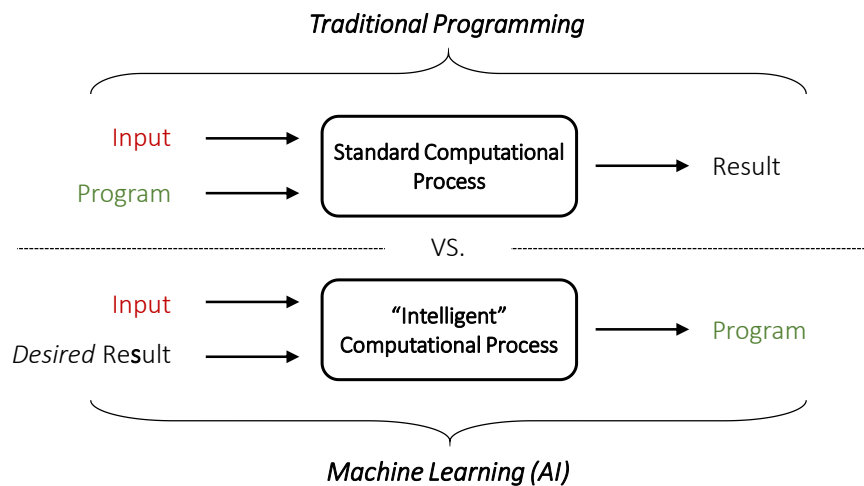 Traditional Programming
Input
Program
Standard Computational
Process
Result
VS.
Input
Desired Result
“Intelligent”
Computational Process
Program
Machine Learning (AI)